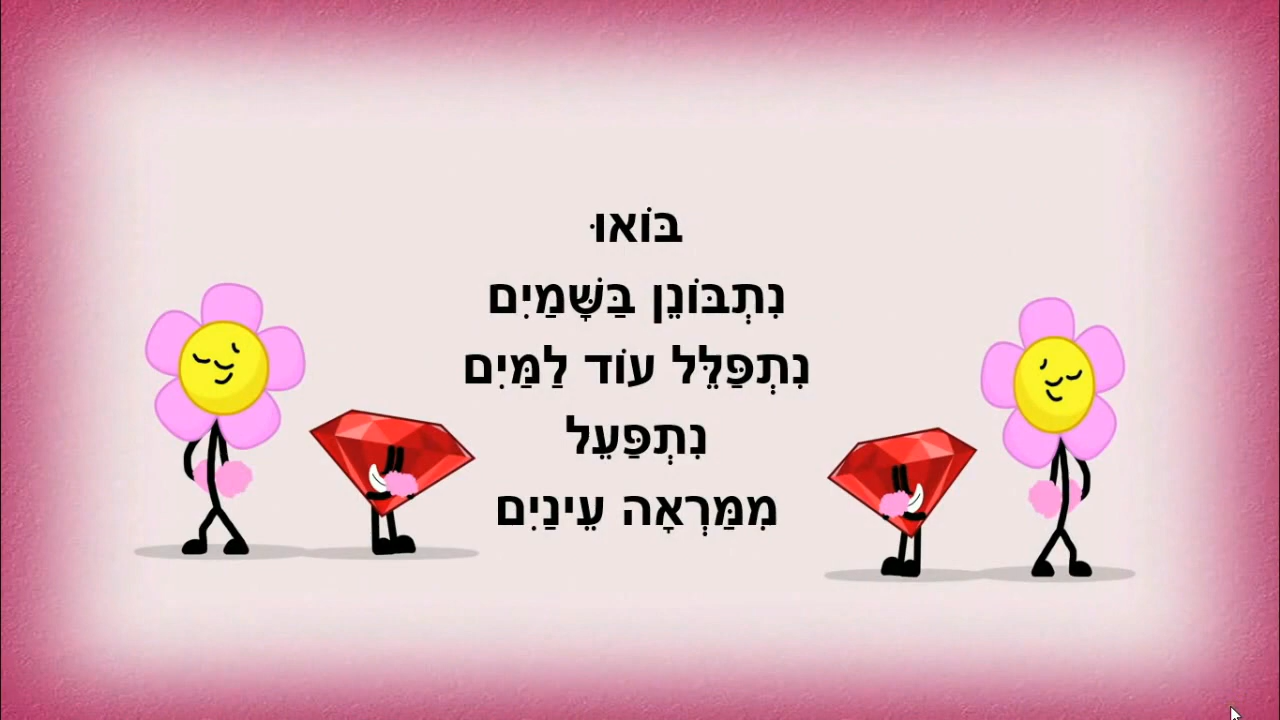 בּוֹאוּ
נִתְבּוֹנֵן בַּשָּׁמַיִם
נִתְפַּלֵּל עוֹד לַמַּיִם
נִתְפַּעֵל
מִמַּרְאָה עֵינַיִם